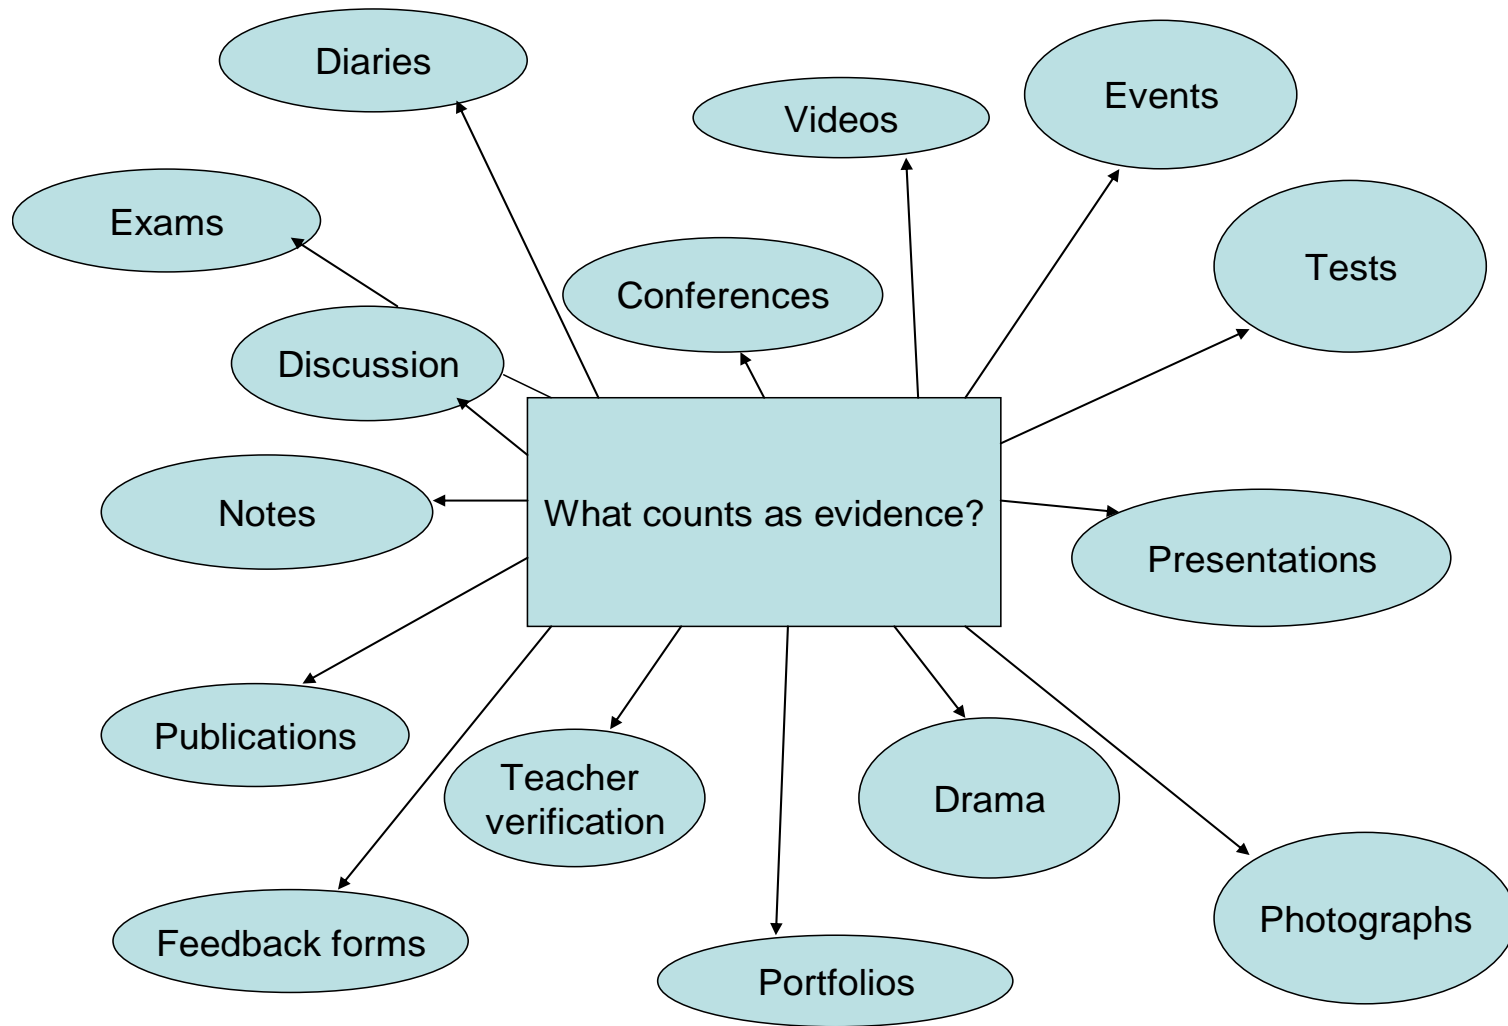 Diaries
Videos
Events
Exams
Conferences
Tests
Discussion
Notes
What counts as evidence?
Presentations
Publications
Teacher
verification
Drama
Feedback forms
Portfolios
Photographs